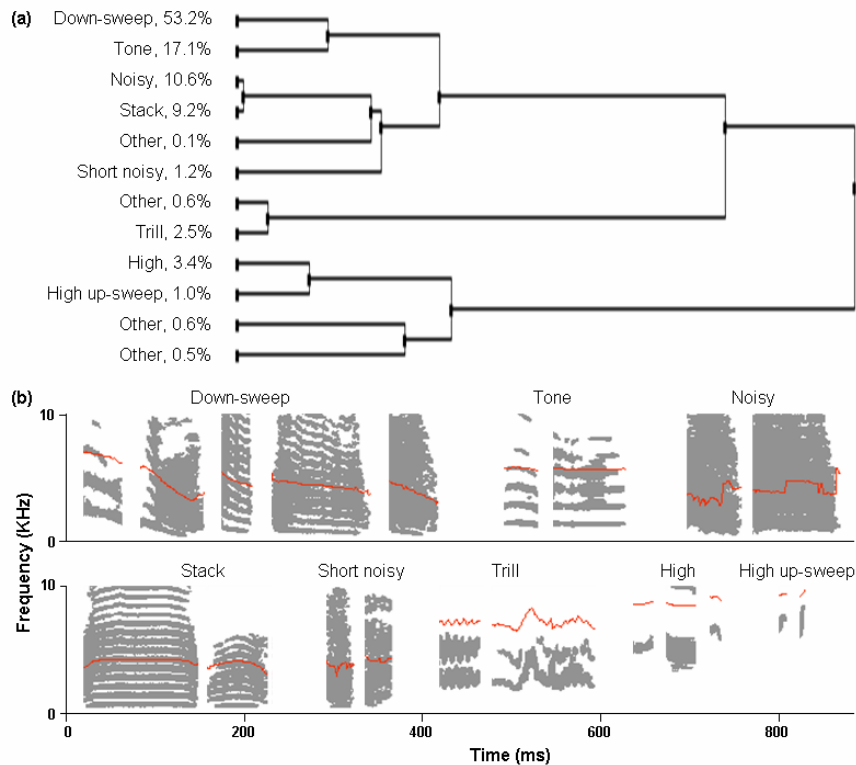 (a)
Down-sweep, 53.2%
Tone, 17.1%
Noisy, 10.6%
Stack, 9.2%
Other, 0.1%
Short noisy, 1.2%
Other, 0.6%
Trill, 2.5%
High, 3.4%
High up-sweep, 1.0%
Other, 0.6%
Other, 0.5%
(b)
Down-sweep Tone Noisy
10
0
Stack Short noisy Trill High High up-sweep
10
0
Frequency (KHz)
0 200 400 600 800
Time (ms)